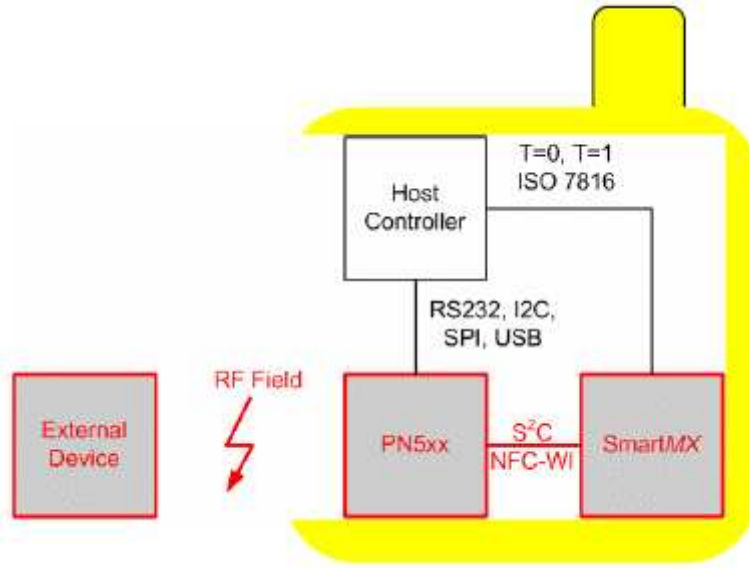 T=0, T=1
ISO 7816
Host
Controller
RS232, I2C,
SPI, USB
RF Field
External
Device
PN5xx
S²C
NFC-WI
SmartMX